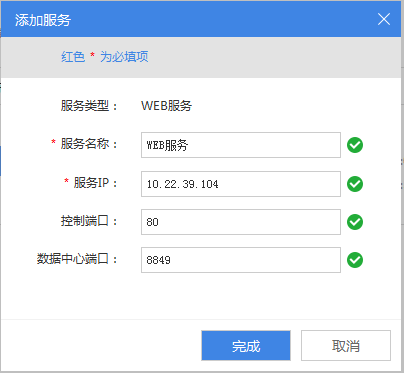 添加服务
红色 * 为必填项
服务类型： WEB服务
* 服务名称： WEB服务
* 服务IP： 10.22.39.104
控制端口： 80
数据中心端口： 8849
完成 取消